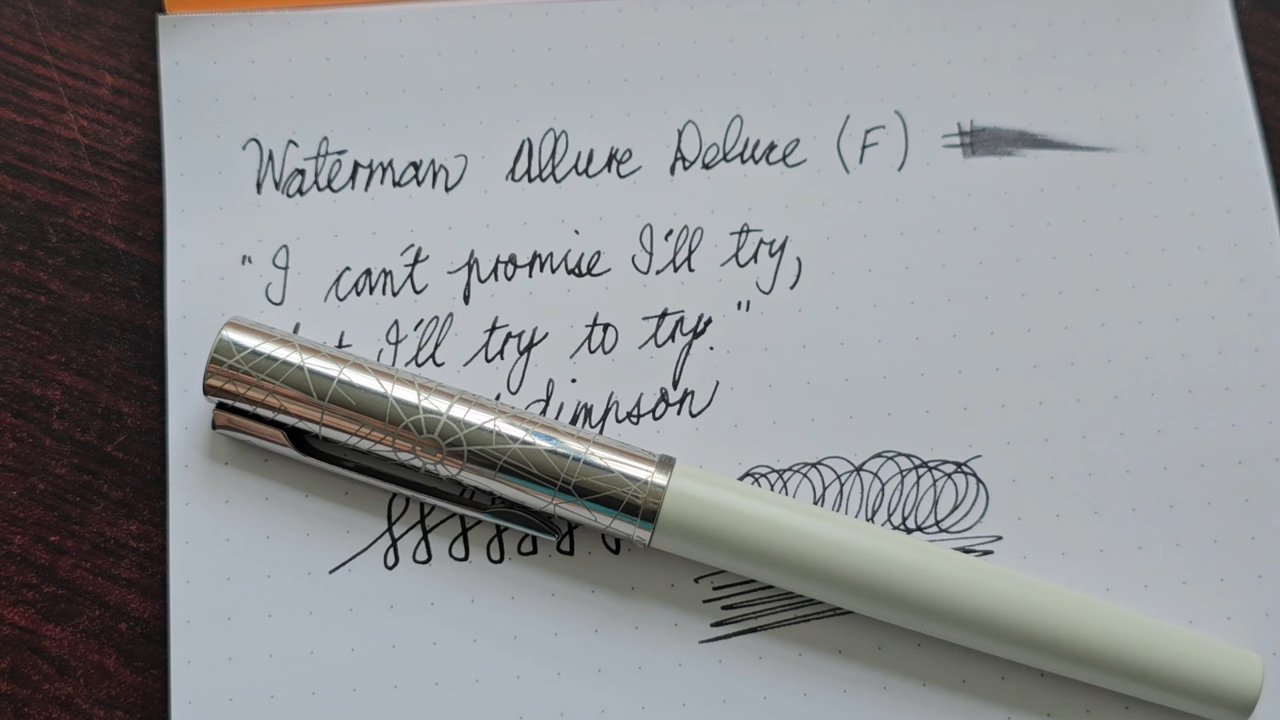 Waterman Allure Deluxe (F)
"I can't promise I'll try,
I'll try to try."
Simpson